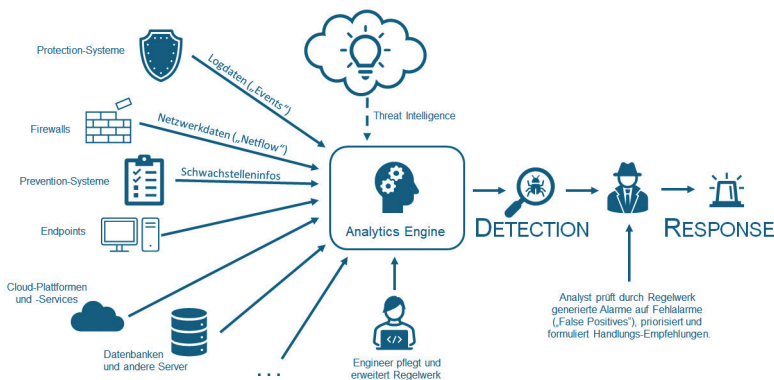 Protection-Systeme
Logdaten („Events“)
Threat Intelligence
Firewalls
Netzwerkdaten („Netflow“)
Prevention-Systeme
Schwachstelleninfos
Endpoints
Analytics Engine
DETECTION
RESPONSE
Cloud-Plattformen
und -Services
Datenbanken
und andere Server
...
</>
Engineer pflegt und
erweitert Regelwerk
Analyst prüft durch Regelwerk
generierte Alarme auf Fehlalarme
(„False Positives“), priorisiert und
formuliert Handlungs-Empfehlungen.